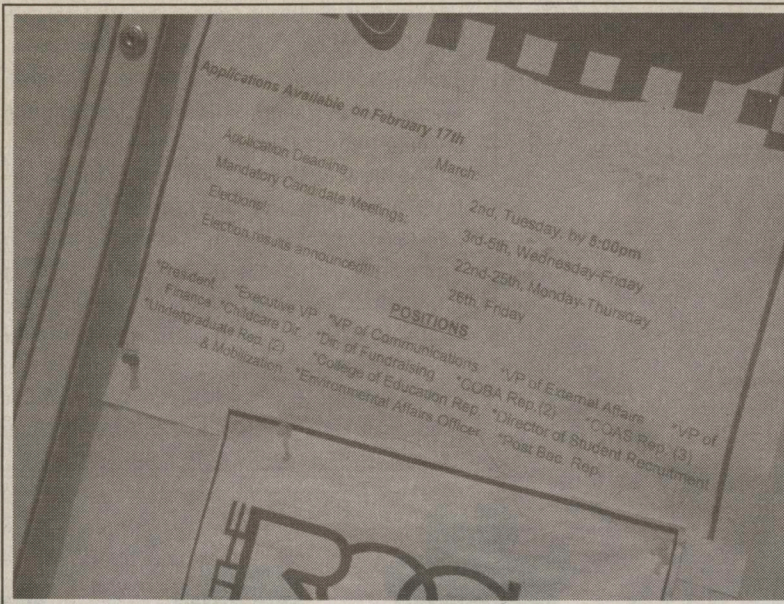 Applications Available on February 17th
March:
Application Deadline: 2nd, Tuesday, by 5:00pm
Mandatory Candidate Meetings: 3rd-5th, Wednesday-Friday
Elections!: 22nd-25th, Monday-Thursday
Election results announced!!!: 26th, Friday
POSITIONS
*President *Executive VP *VP of Communications *VP of External Affairs *VP of
Finance *Childcare Dir. *Dir. of Fundraising *COBA Rep.(2) *COAS Rep. (3)
*Undergraduate Rep. (2) *College of Education Rep. *Director of Student Recruitment
& Mobilization *Environmental Affairs Officer *Post Bac. Rep.
THE